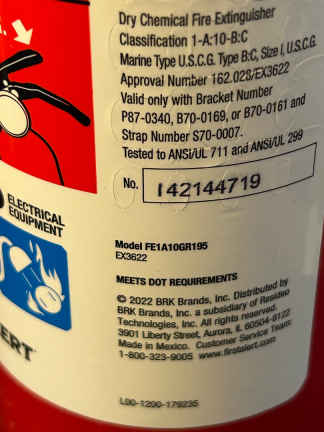 Dry Chemical Fire Extinguisher
Classification 1-A:10-B:C
Marine Type U.S.C.G. Type B:C, Size I, U.S.C.G.
Approval Number 162.028/EX3622
Valid only with Bracket Number
P87-0340, B70-0169, or B70-0161 and
Strap Number S70-0007.
Tested to ANSI/UL 711 and ANSI/UL 299
No. I42144719
ELECTRICAL
EQUIPMENT
Model FE1A10GR195
EX3622
MEETS DOT REQUIREMENTS
© 2022 BRK Brands, Inc. Distributed by
BRK Brands, Inc. a subsidiary of Resideo
Technologies, Inc. All rights reserved.
3901 Liberty Street, Aurora, IL 60504-8122
Made in Mexico. Customer Service Team:
1-800-323-9005 www.firstalert.com
L00-1200-179235